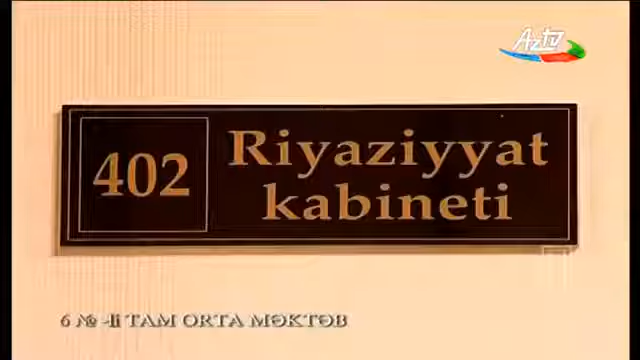 Aztv
402
Riyaziyyat
kabineti
6 № -li TAM ORTA MƏKTƏB